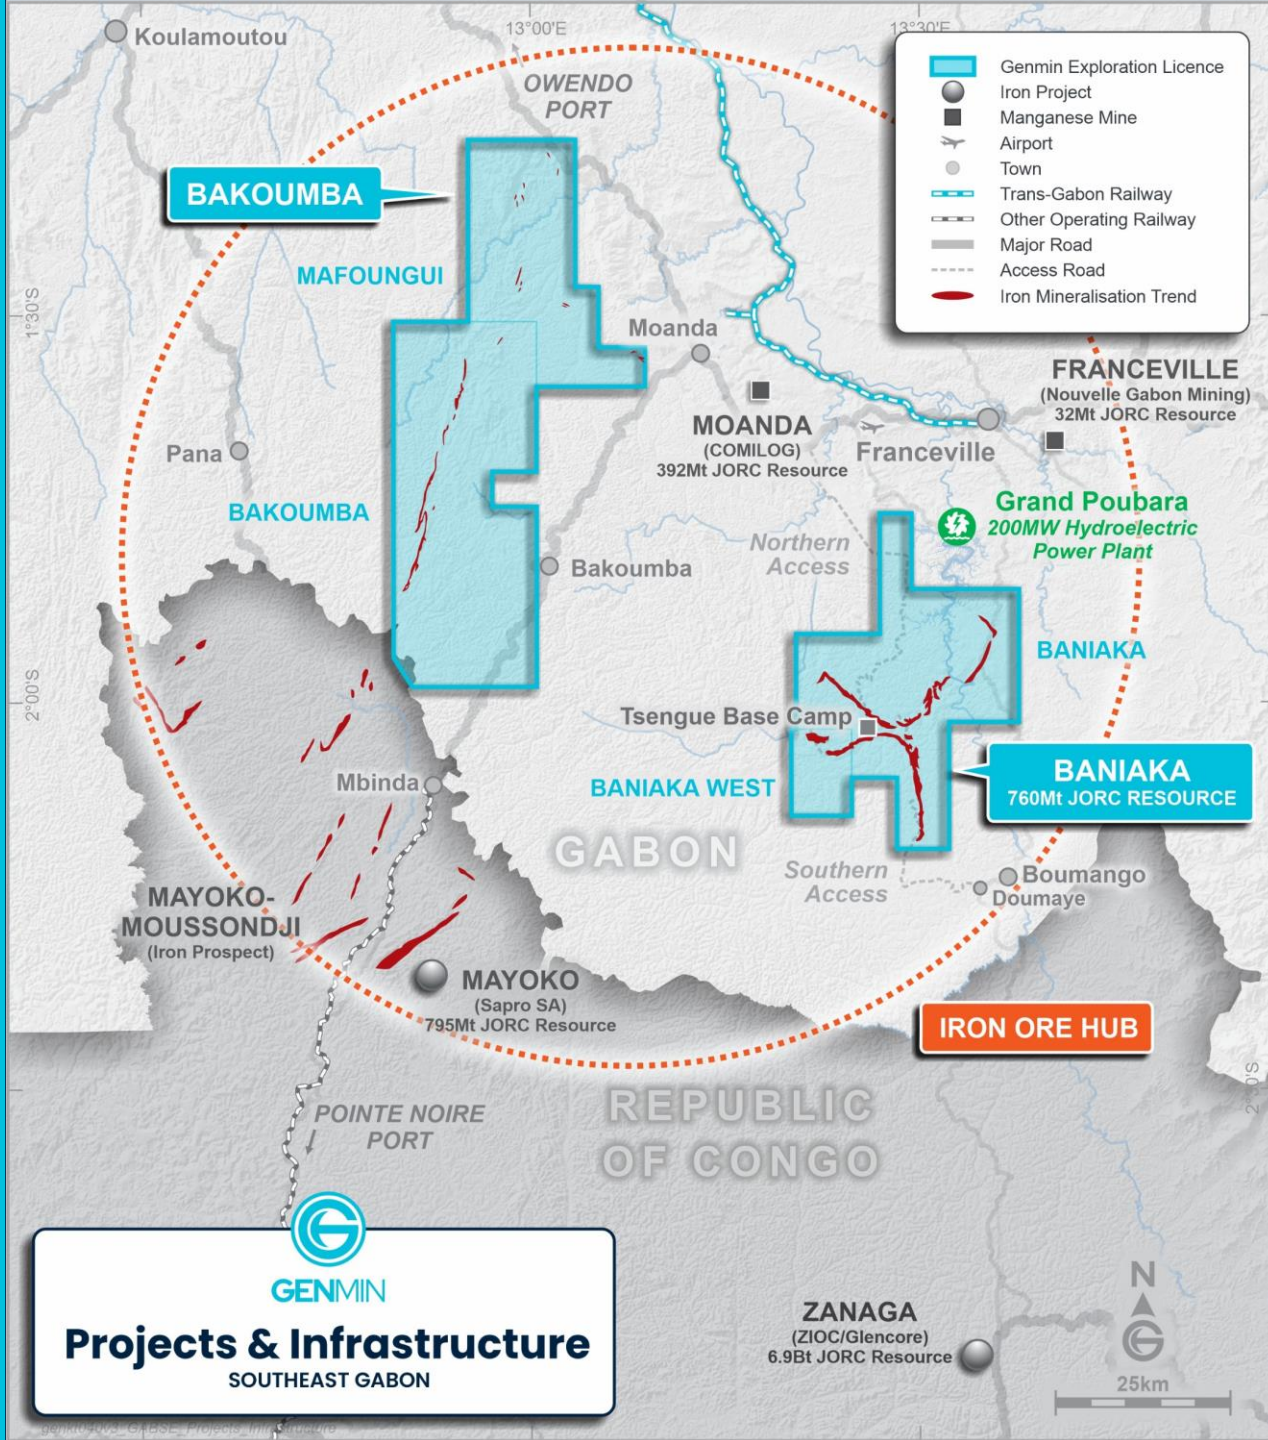 13°00'E
13°30'E
Koulamoutou
OWENDO
PORT
Genmin Exploration Licence
Iron Project
Manganese Mine
Airport
Town
Trans-Gabon Railway
Other Operating Railway
Major Road
Access Road
Iron Mineralisation Trend
BAKOUMBA
MAFOUNGUI
1°30'S
Moanda
FRANCEVILLE
(Nouvelle Gabon Mining)
32Mt JORC Resource
MOANDA
(COMILOG)
392Mt JORC Resource
Franceville
Pana
BAKOUMBA
Grand Poubara
200MW Hydroelectric
Power Plant
Northern
Access
Bakoumba
BANIAKA
2°00'S
Tsengue Base Camp
Mbinda
BANIAKA WEST
BANIAKA
760Mt JORC RESOURCE
GABON
Southern
Access
Boumango
Doumaye
MAYOKO-
MOUSSONDJI
(Iron Prospect)
MAYOKO
(Sapro SA)
795Mt JORC Resource
IRON ORE HUB
REPUBLIC
OF CONGO
POINTE NOIRE
PORT
GENMIN
Projects & Infrastructure
SOUTHEAST GABON
ZANAGA
(ZIOC/Glencore)
6.9Bt JORC Resource
N
25km